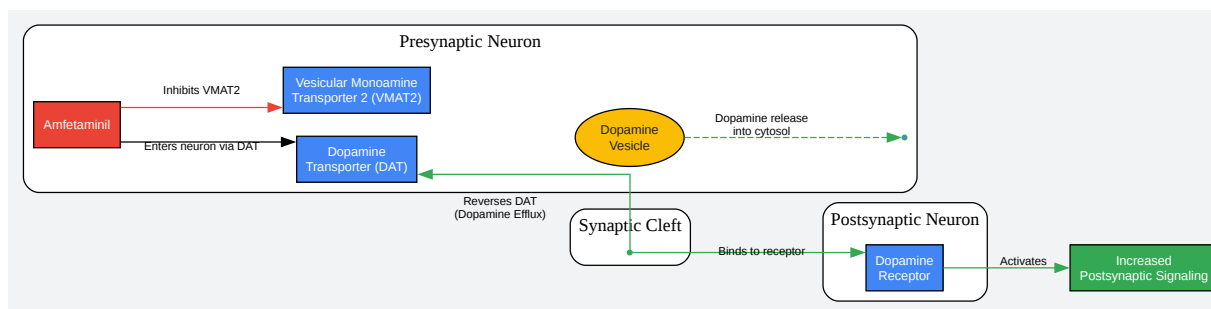 Presynaptic Neuron
Inhibits VMAT2
Vesicular Monoamine
Transporter 2 (VMAT2)
Amfetaminil
Enters neuron via DAT
Dopamine
Transporter (DAT)
Dopamine
Vesicle
Dopamine release
into cytosol
Reverses DAT
(Dopamine Efflux)
Synaptic Cleft
Binds to receptor
Postsynaptic Neuron
Dopamine
Receptor
Activates
Increased
Postsynaptic Signaling